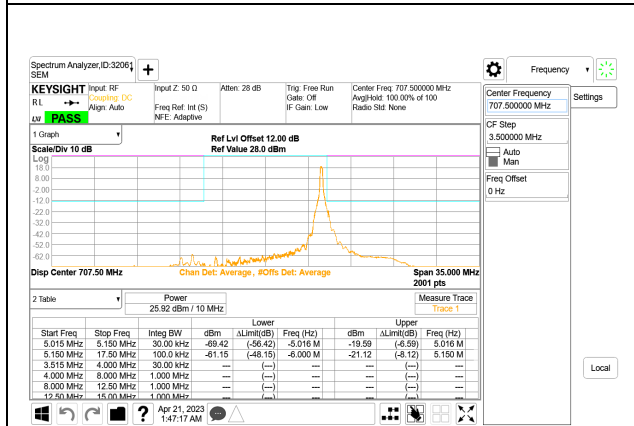 Spectrum Analyzer,ID:32061
SEM
Frequency
KEYSIGHT
RL
LXI PASS
Input: RF
Coupling: DC
Align: Auto
Input Z: 50 Ω
Freq Ref: Int (S)
NFE: Adaptive
Atten: 28 dB
Trig: Free Run
Gate: Off
IF Gain: Low
Center Freq: 707.500000 MHz
Avg|Hold: 100.00% of 100
Radio Std: None
Center Frequency
707.500000 MHz
Settings
CF Step
3.500000 MHz
Auto
Man
Freq Offset
0 Hz
Local
1 Graph
Scale/Div 10 dB
Ref Lvl Offset 12.00 dB
Ref Value 28.0 dBm
Log
18.0
8.00
-2.00
-12.0
-22.0
-32.0
-42.0
-52.0
-62.0
Disp Center 707.50 MHz
Chan Det: Average, #Offs Det: Average
Span 35.000 MHz
2001 pts
2 Table
Power
25.92 dBm / 10 MHz
Measure Trace
Trace 1
Lower Upper
Start Freq Stop Freq Integ BW dBm ΔLimit(dB) Freq (Hz) dBm ΔLimit(dB) Freq (Hz)
5.015 MHz 5.150 MHz 30.00 kHz -69.42 (-56.42) -5.016 M -19.59 (-6.59) 5.016 M
5.150 MHz 17.50 MHz 100.0 kHz -61.15 (-48.15) -6.000 M -21.12 (-8.12) 5.150 M
3.515 MHz 4.000 MHz 30.00 kHz --- (---) --- --- (---) ---
4.000 MHz 8.000 MHz 1.000 MHz --- (---) --- --- (---) ---
8.000 MHz 12.50 MHz 1.000 MHz --- (---) --- --- (---) ---
12.50 MHz 15.00 MHz 1.000 MHz --- (---) --- --- (---) ---
Apr 21, 2023
1:47:17 AM